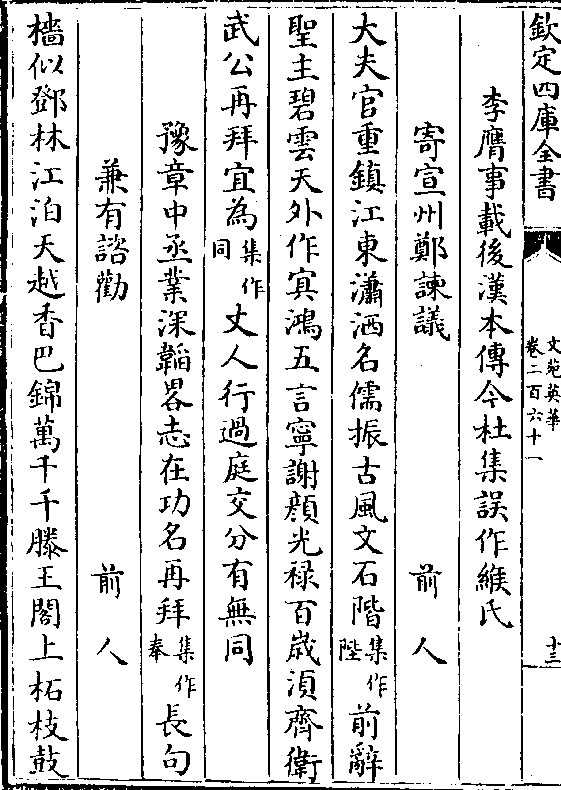 欽定四庫全書
文苑英華
卷二百六十一
十三
李膺事載後漢本傳今杜集誤作緱氏
寄宣州鄭諫議 前人
大夫官重鎮江東瀟洒名儒振古風文石階集作陛前辭
聖主碧雲天外作寘鴻五言寧謝顔光禄百歳湏齊衛
武公再拜宜為集作同丈人行過庭交分有無同
豫章中丞業深韜畧志在功名再拜集作奉長句
兼有諮勸 前人
檣似鄧林江泊天越香巴錦萬千千滕王閣上柘枝鼓